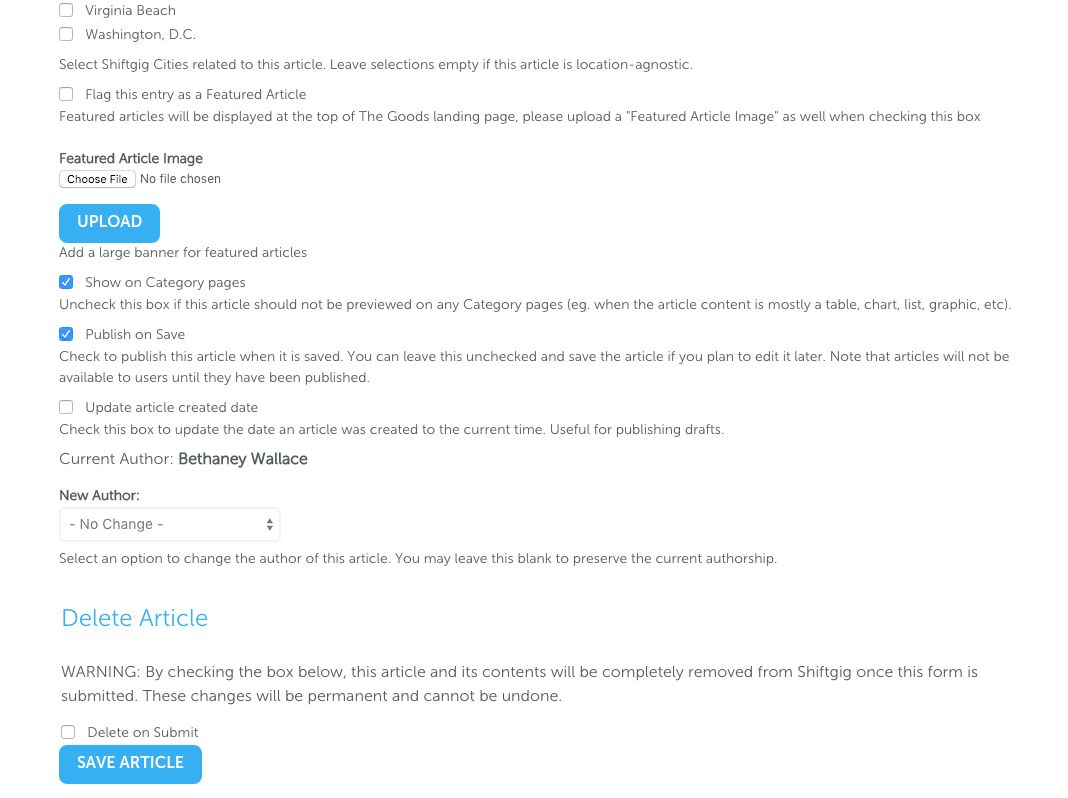 Virginia Beach
Washington, D.C.
Select Shiftgig Cities related to this article. Leave selections empty if this article is location-agnostic.
Flag this entry as a Featured Article
Featured articles will be displayed at the top of The Goods landing page, please upload a "Featured Article Image" as well when checking this box
Featured Article Image
Choose File No file chosen
UPLOAD
Add a large banner for featured articles
Show on Category pages
Uncheck this box if this article should not be previewed on any Category pages (eg. when the article content is mostly a table, chart, list, graphic, etc).
Publish on Save
Check to publish this article when it is saved. You can leave this unchecked and save the article if you plan to edit it later. Note that articles will not be
available to users until they have been published.
Update article created date
Check this box to update the date an article was created to the current time. Useful for publishing drafts.
Current Author: Bethaney Wallace
New Author:
- No Change -
Select an option to change the author of this article. You may leave this blank to preserve the current authorship.
Delete Article
WARNING: By checking the box below, this article and its contents will be completely removed from Shiftgig once this form is
submitted. These changes will be permanent and cannot be undone.
Delete on Submit
SAVE ARTICLE